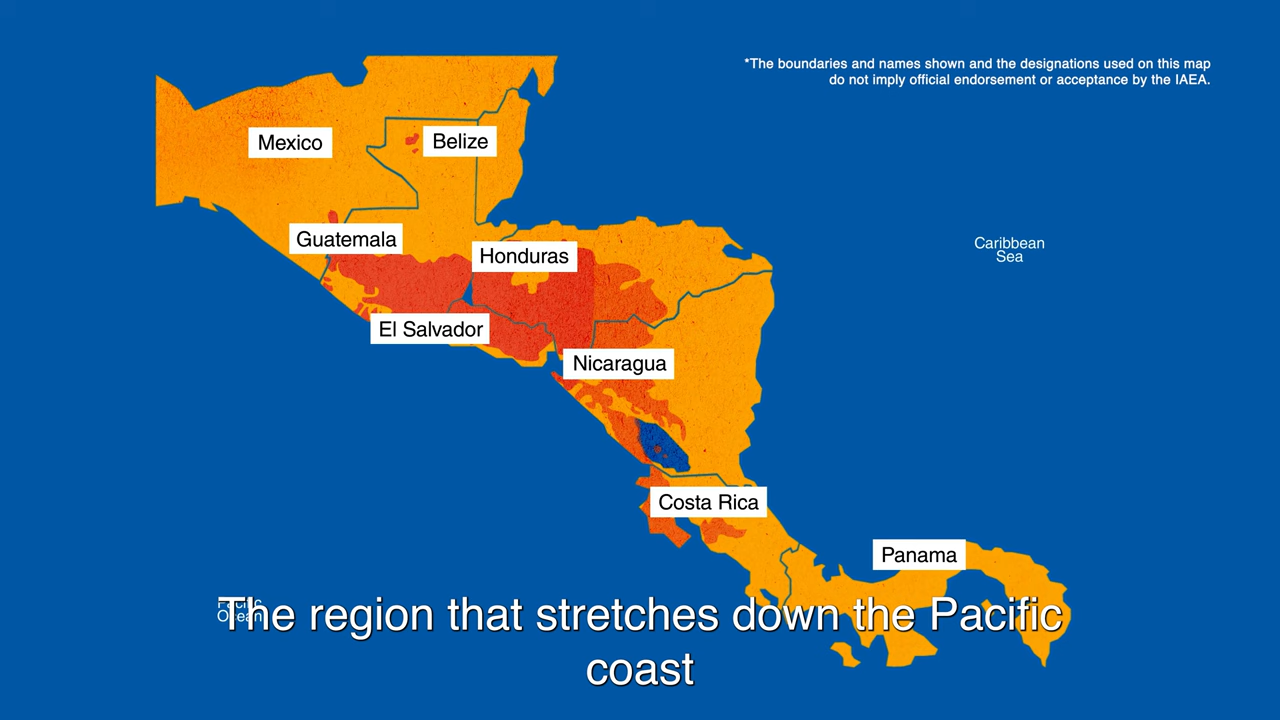 *The boundaries and names shown and the designations used on this map
do not imply official endorsement or acceptance by the IAEA.
Mexico
Belize
Guatemala
Caribbean
Sea
Honduras
El Salvador
Nicaragua
Costa Rica
Panama
Pacific
Ocean
The region that stretches down the Pacific
coast